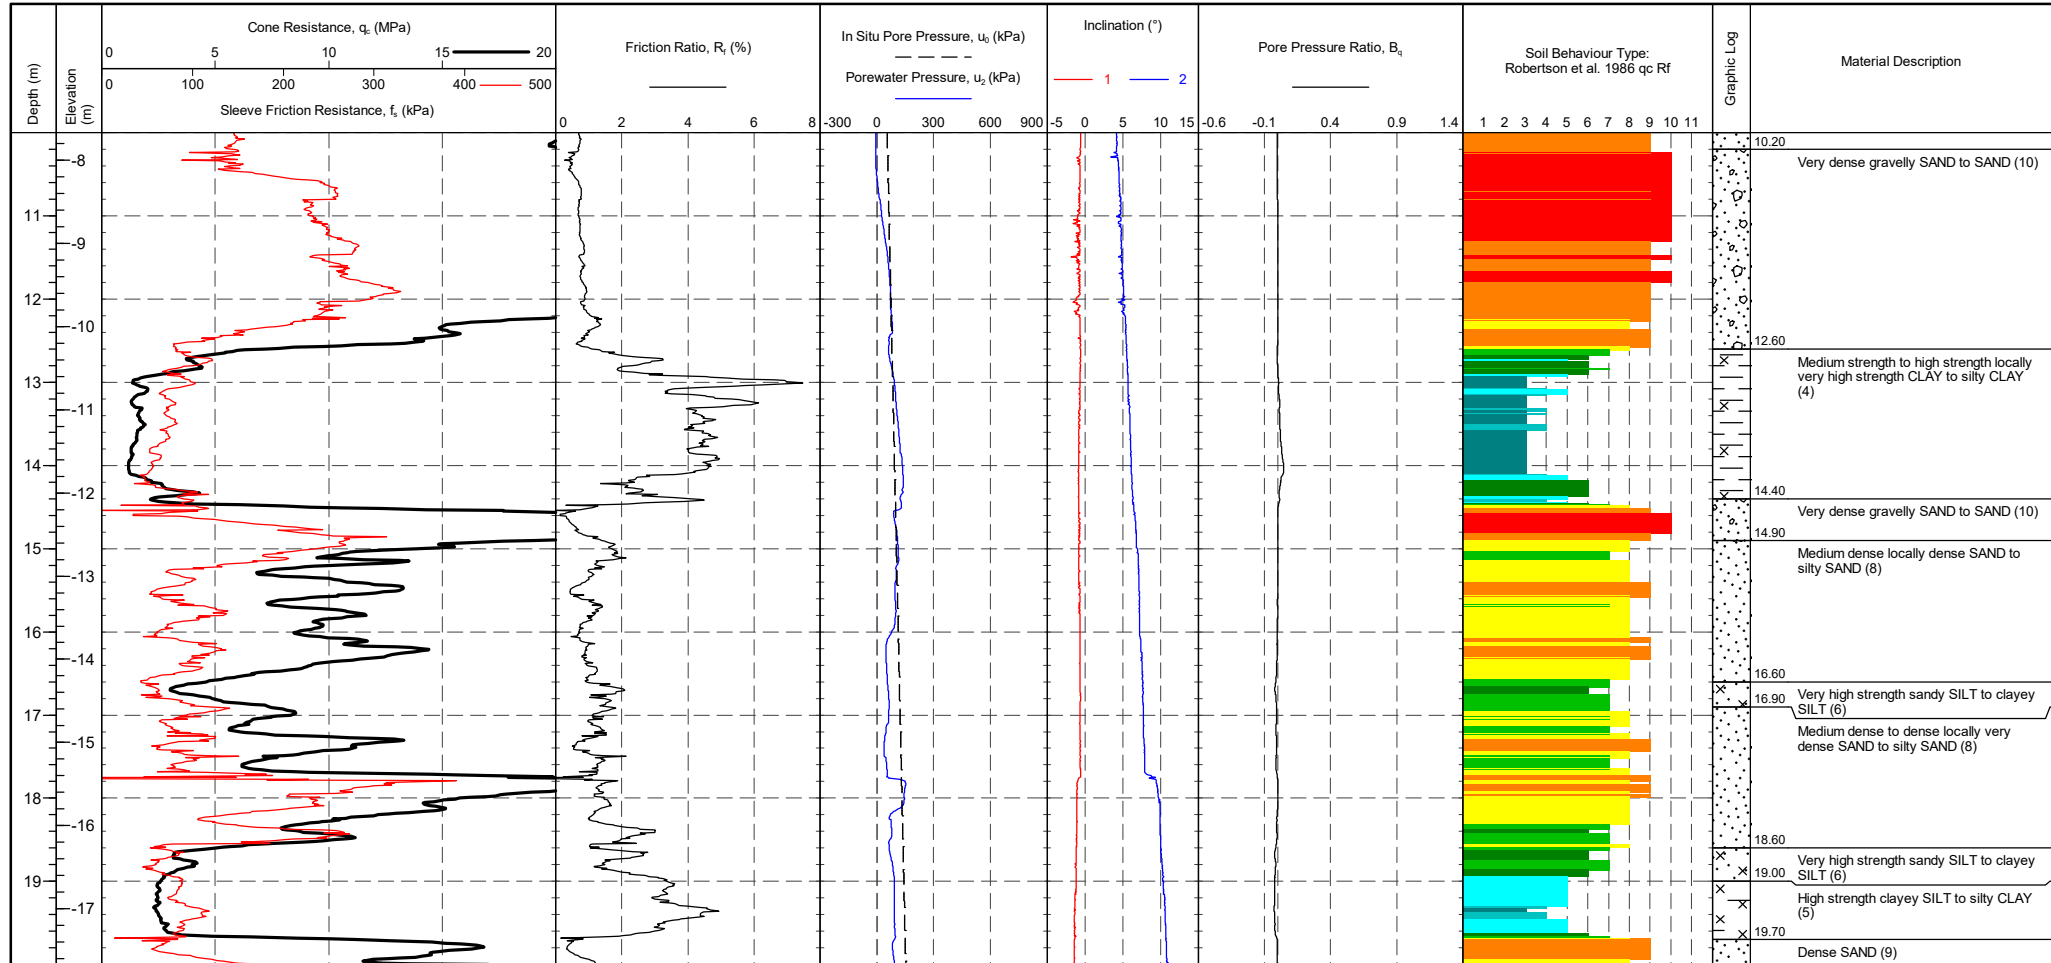 Depth (m)
Elevation (m)
Cone Resistance, qc (MPa)
0 5 10 15 20
100 200 300 400 500
Sleeve Friction Resistance, fs (kPa)
Friction Ratio, Rf (%)
0 2 4 6 8
In Situ Pore Pressure, u0 (kPa)
Porewater Pressure, u2 (kPa)
-300 0 300 600 900
Inclination (°)
1 2
-5 0 5 10 15
Pore Pressure Ratio, Bq
-0.6 -0.1 0.4 0.9 1.4
Soil Behaviour Type:
Robertson et al. 1986 qc Rf
1 2 3 4 5 6 7 8 9 10 11
Graphic Log
Material Description
11
12
13
14
15
16
17
18
19
-8
-9
-10
-11
-12
-13
-14
-15
-16
-17
10.20
Very dense gravelly SAND to SAND (10)
12.60
Medium strength to high strength locally
very high strength CLAY to silty CLAY
(4)
14.40
Very dense gravelly SAND to SAND (10)
14.90
Medium dense locally dense SAND to
silty SAND (8)
16.60
Very high strength sandy SILT to clayey
SILT (6)
16.90
Medium dense to dense locally very
dense SAND to silty SAND (8)
18.60
Very high strength sandy SILT to clayey
SILT (6)
19.00
High strength clayey SILT to silty CLAY
(5)
19.70
Dense SAND (9)